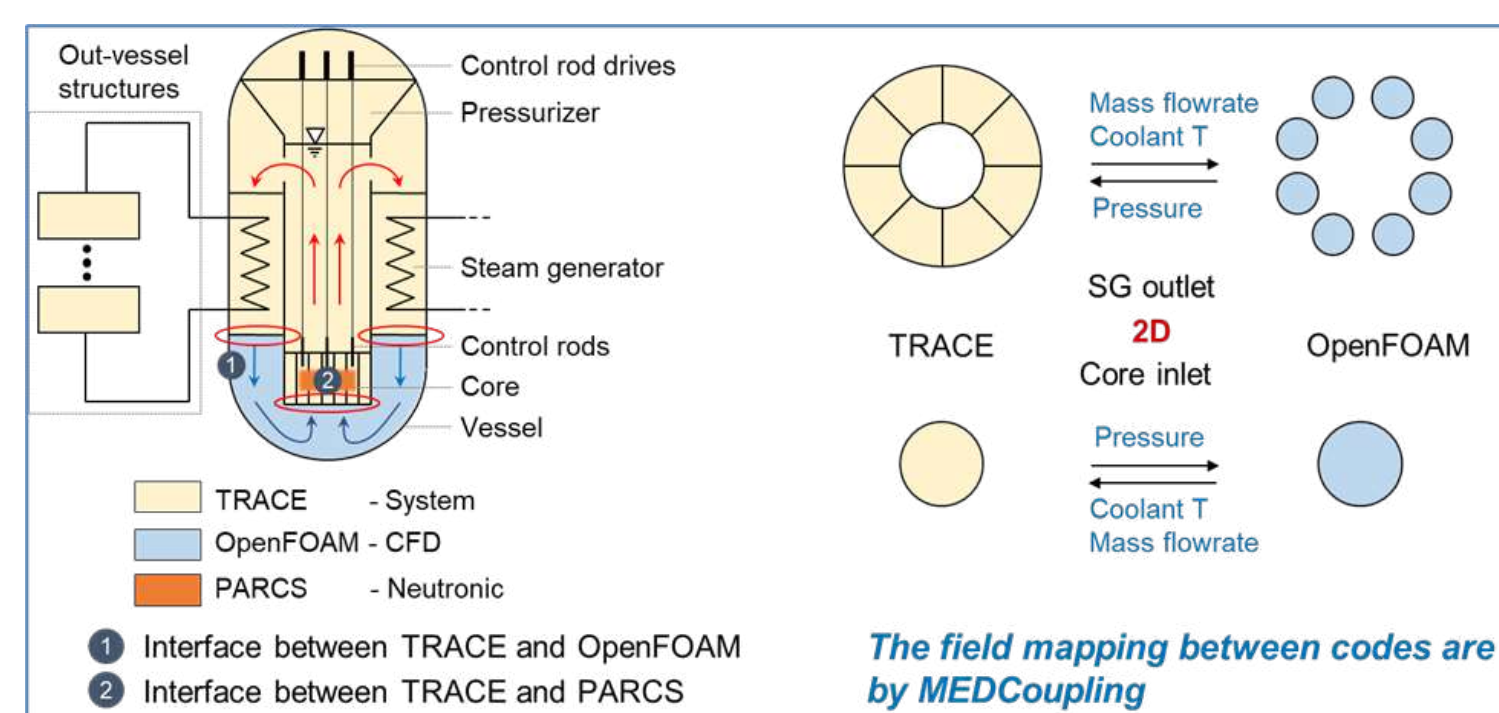 Out-vessel
structures
Control rod drives
Pressurizer
Steam generator
Control rods
Core
Vessel
1
2
TRACE - System
OpenFOAM - CFD
PARCS - Neutronic
1 Interface between TRACE and OpenFOAM
2 Interface between TRACE and PARCS
Mass flowrate
Coolant T
Pressure
SG outlet
TRACE
2D
OpenFOAM
Core inlet
Pressure
Coolant T
Mass flowrate
The field mapping between codes are
by MEDCoupling